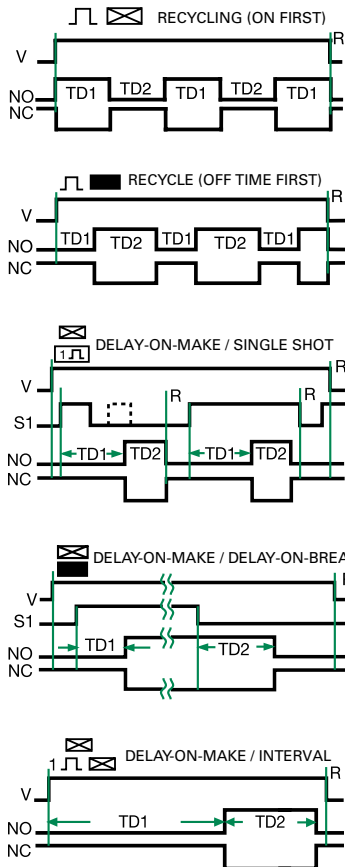 RECYCLING (ON FIRST)
V R
NO TD1 TD2 TD1 TD2 TD1
NC
RECYCLE (OFF TIME FIRST)
V R
NO TD1 TD2 TD1 TD2 TD1
NC
DELAY-ON-MAKE / SINGLE SHOT
1
V R
S1 R R
NO TD1 TD2 TD1 TD2
NC
DELAY-ON-MAKE / DELAY-ON-BREA
V
S1
NO TD1 TD2
NC
DELAY-ON-MAKE / INTERVAL
1
V R
NO TD1 TD2
NC